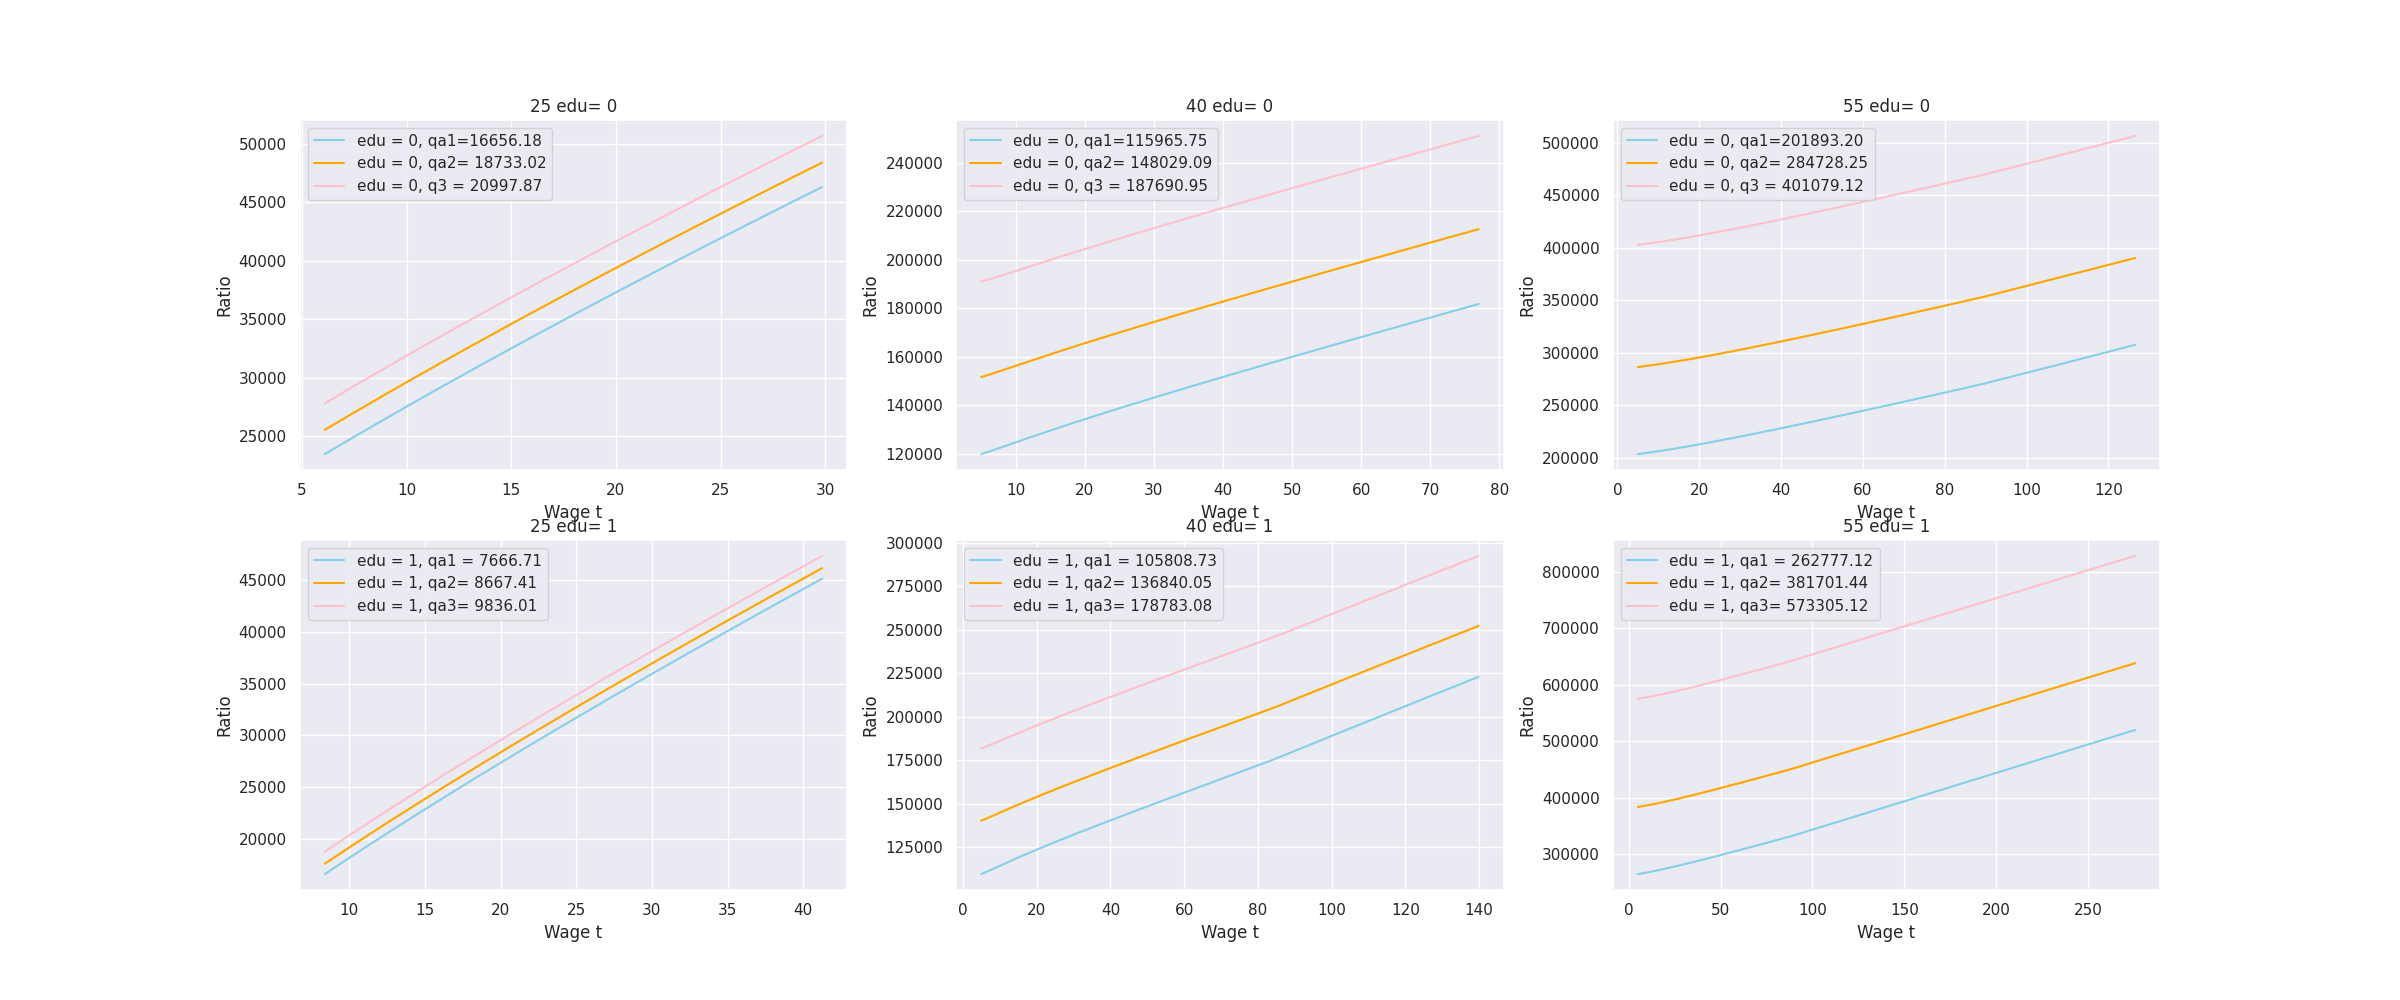 25 edu= 0
edu = 0, qa1=16656.18
edu = 0, qa2= 18733.02
edu = 0, q3 = 20997.87
50000
45000
40000
35000
30000
25000
Ratio
5 10 15 20 25 30
Wage t
40 edu= 0
edu = 0, qa1=115965.75
edu = 0, qa2= 148029.09
edu = 0, q3 = 187690.95
240000
220000
200000
180000
160000
140000
120000
Ratio
10 20 30 40 50 60 70 80
Wage t
55 edu= 0
edu = 0, qa1=201893.20
edu = 0, qa2= 284728.25
edu = 0, q3 = 401079.12
500000
450000
400000
350000
300000
250000
200000
Ratio
0 20 40 60 80 100 120
Wage t
25 edu= 1
edu = 1, qa1 = 7666.71
edu = 1, qa2= 8667.41
edu = 1, qa3= 9836.01
45000
40000
35000
30000
25000
20000
Ratio
10 15 20 25 30 35 40
Wage t
40 edu= 1
edu = 1, qa1 = 105808.73
edu = 1, qa2= 136840.05
edu = 1, qa3= 178783.08
300000
275000
250000
225000
200000
175000
150000
125000
Ratio
0 20 40 60 80 100 120 140
Wage t
55 edu= 1
edu = 1, qa1 = 262777.12
edu = 1, qa2= 381701.44
edu = 1, qa3= 573305.12
800000
700000
600000
500000
400000
300000
Ratio
0 50 100 150 200 250
Wage t